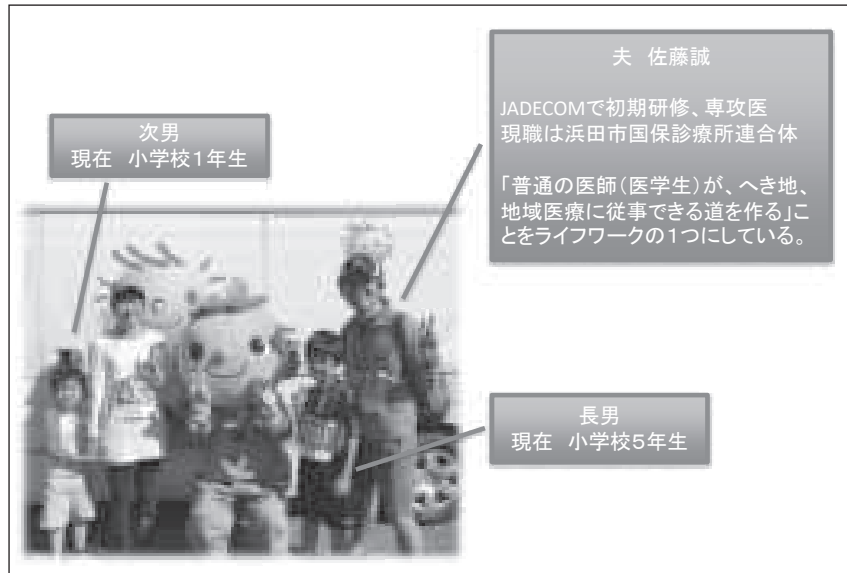 夫　佐藤誠
JADECOMで初期研修、専攻医
現職は浜田市国保診療所連合体
「普通の医師（医学生）が、へき地、
地域医療に従事できる道を作る」こ
とをライフワークの１つにしている。
次男
現在　小学校１年生
長男
現在　小学校５年生